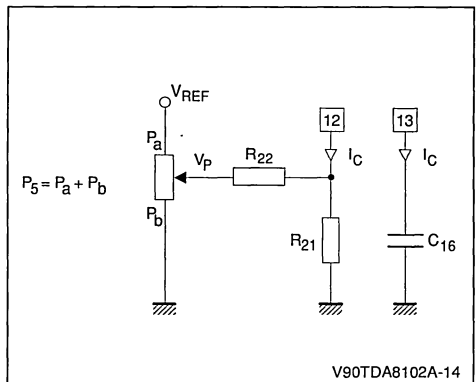 V_REF
P_a
12
13
V_P
R_22
I_C
I_C
P_5 = P_a + P_b
P_b
R_21
C_16
V90TDA8102A-14